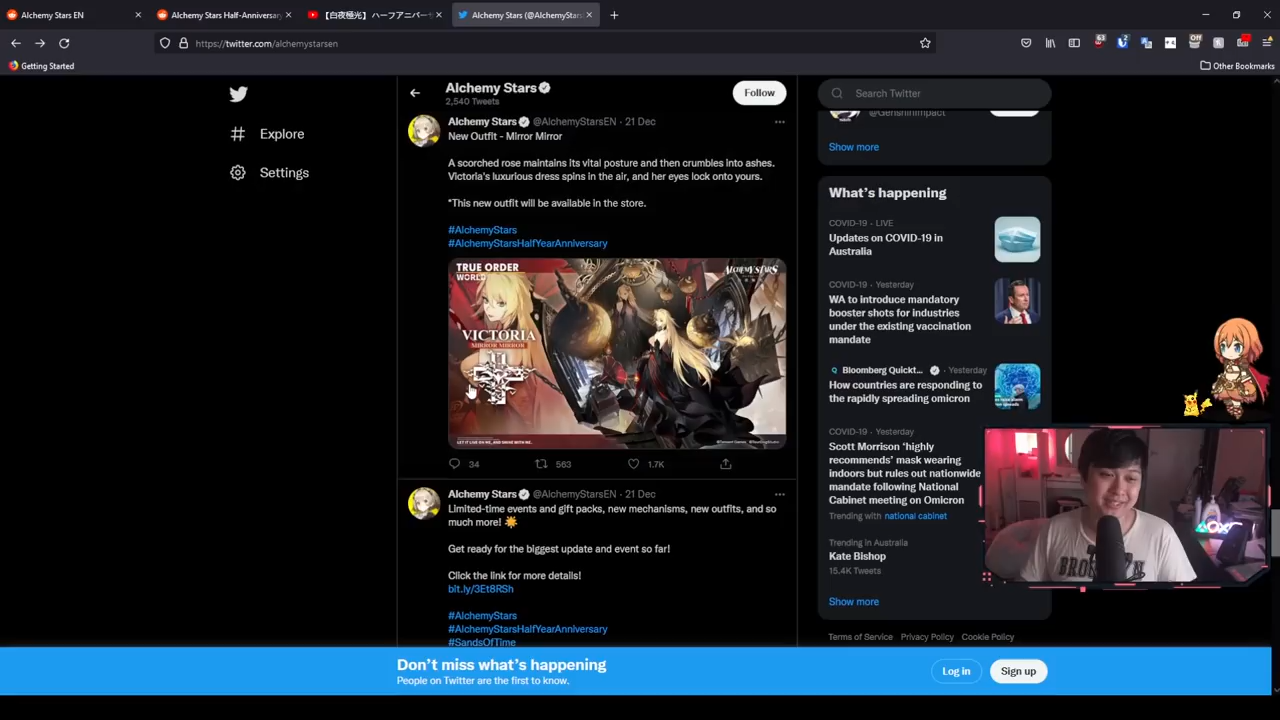 Alchemy Stars EN
Alchemy Stars Half-Anniversary
【白夜極光】ハーフアニバーサ
Alchemy Stars (@AlchemyStars
https://twitter.com/alchemystarsen
63
2
Off
Getting Started
Other Bookmarks
Alchemy Stars
2,540 Tweets
Follow
Search Twitter
Explore
Settings
Alchemy Stars @AlchemyStarsEN · 21 Dec
New Outfit - Mirror Mirror
A scorched rose maintains its vital posture and then crumbles into ashes.
Victoria's luxurious dress spins in the air, and her eyes lock onto yours.
*This new outfit will be available in the store.
#AlchemyStars
#AlchemyStarsHalfYearAnniversary
TRUE ORDER
WORLD
ALCHEMY STARS
VICTORIA
MIRROR MIRROR
34
563
1.7K
Alchemy Stars @AlchemyStarsEN · 21 Dec
Limited-time events and gift packs, new mechanisms, new outfits, and so
much more!
Get ready for the biggest update and event so far!
Click the link for more details!
bit.ly/3Et8RSh
#AlchemyStars
#AlchemyStarsHalfYearAnniversary
#SandsOfTime
@GenshinImpact
Show more
What's happening
COVID-19 · LIVE
Updates on COVID-19 in
Australia
COVID-19 · Yesterday
WA to introduce mandatory
booster shots for industries
under the existing vaccination
mandate
Bloomberg Quickt... · Yesterday
How countries are responding to
the rapidly spreading omicron
COVID-19 · Yesterday
Scott Morrison 'highly
recommends' mask wearing
indoors but rules out nationwide
mandate following National
Cabinet meeting on Omicron
Trending with national cabinet
Trending in Australia
Kate Bishop
15.4K Tweets
Show more
Terms of Service Privacy Policy Cookie Policy
BROOKLYN
Don't miss what's happening
People on Twitter are the first to know.
Log in
Sign up